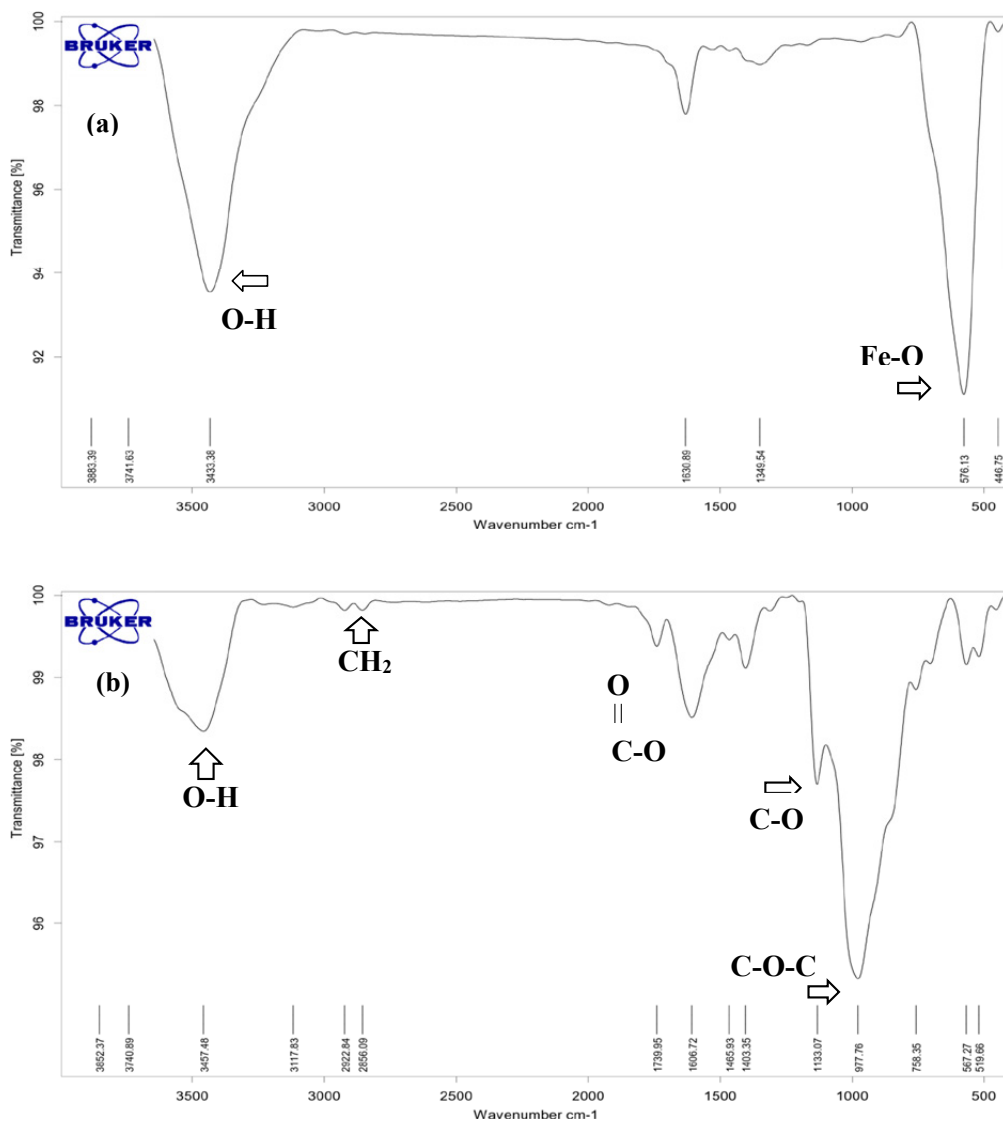 100
BRUKER
(a)
98
96
94
92
Transmittance [%]
O-H
Fe-O
3883.39
3741.63
3433.38
1630.89
1349.54
576.13
446.75
3500
3000
2500
2000
1500
1000
500
Wavenumber cm-1
100
BRUKER
(b)
99
98
97
96
Transmittance [%]
CH₂
O-H
O
||
C-O
C-O
C-O-C
3852.37
3740.89
3457.48
3117.83
2922.84
2856.09
1739.95
1606.72
1465.93
1403.35
1133.07
977.76
758.35
567.27
519.66
3500
3000
2500
2000
1500
1000
500
Wavenumber cm-1